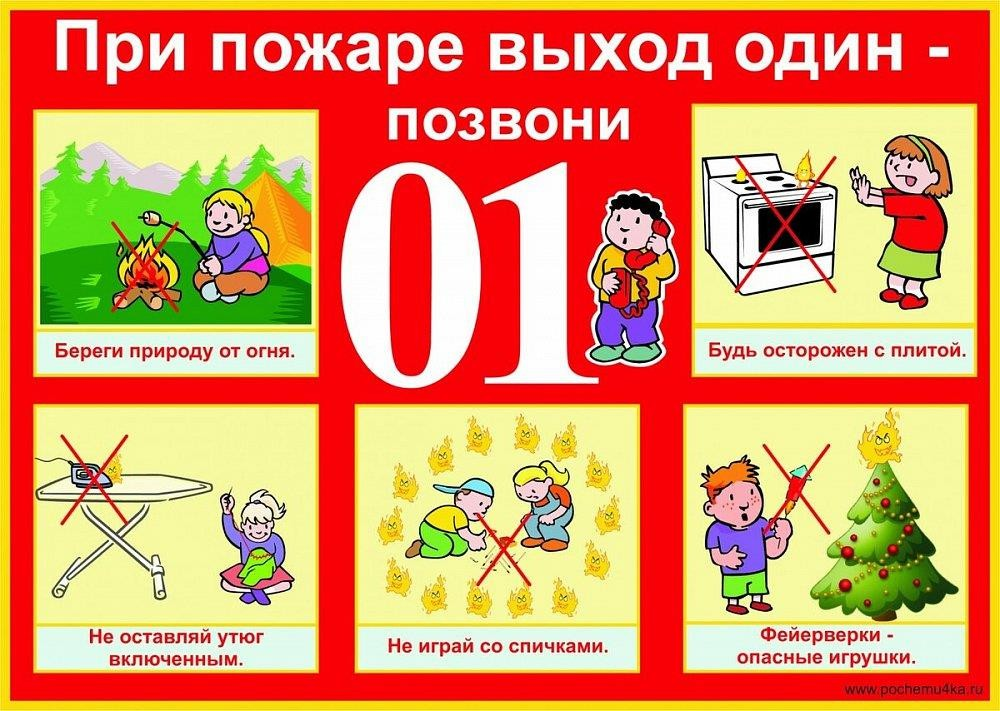 При пожаре выход один -
позвони
01
Береги природу от огня.
Будь осторожен с плитой.
Не оставляй утюг
включенным.
Не играй со спичками.
Фейерверки -
опасные игрушки.
www.pochemu4ka.ru